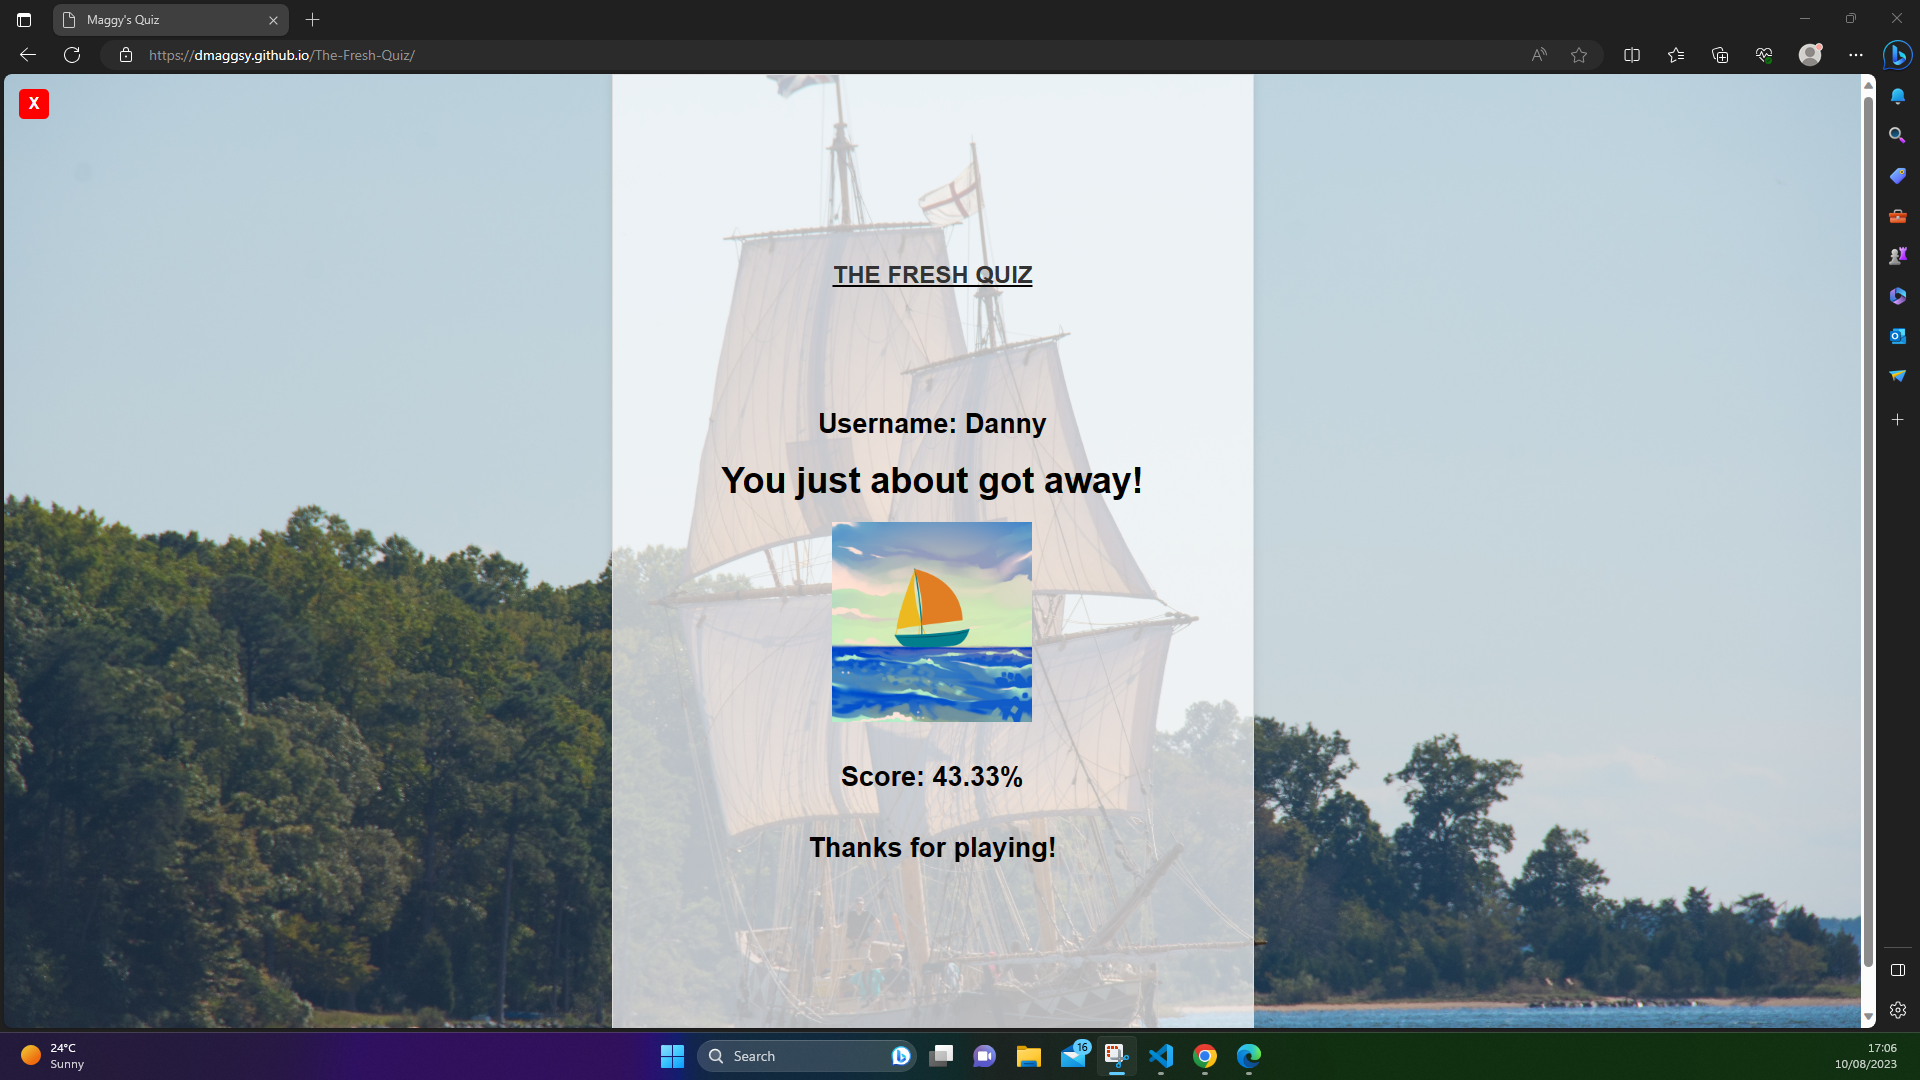 Maggy's Quiz
https://dmaggsy.github.io/The-Fresh-Quiz/
X
THE FRESH QUIZ
Username: Danny
You just about got away!
Score: 43.33%
Thanks for playing!
24°C
Sunny
Search
16
17:06
10/08/2023